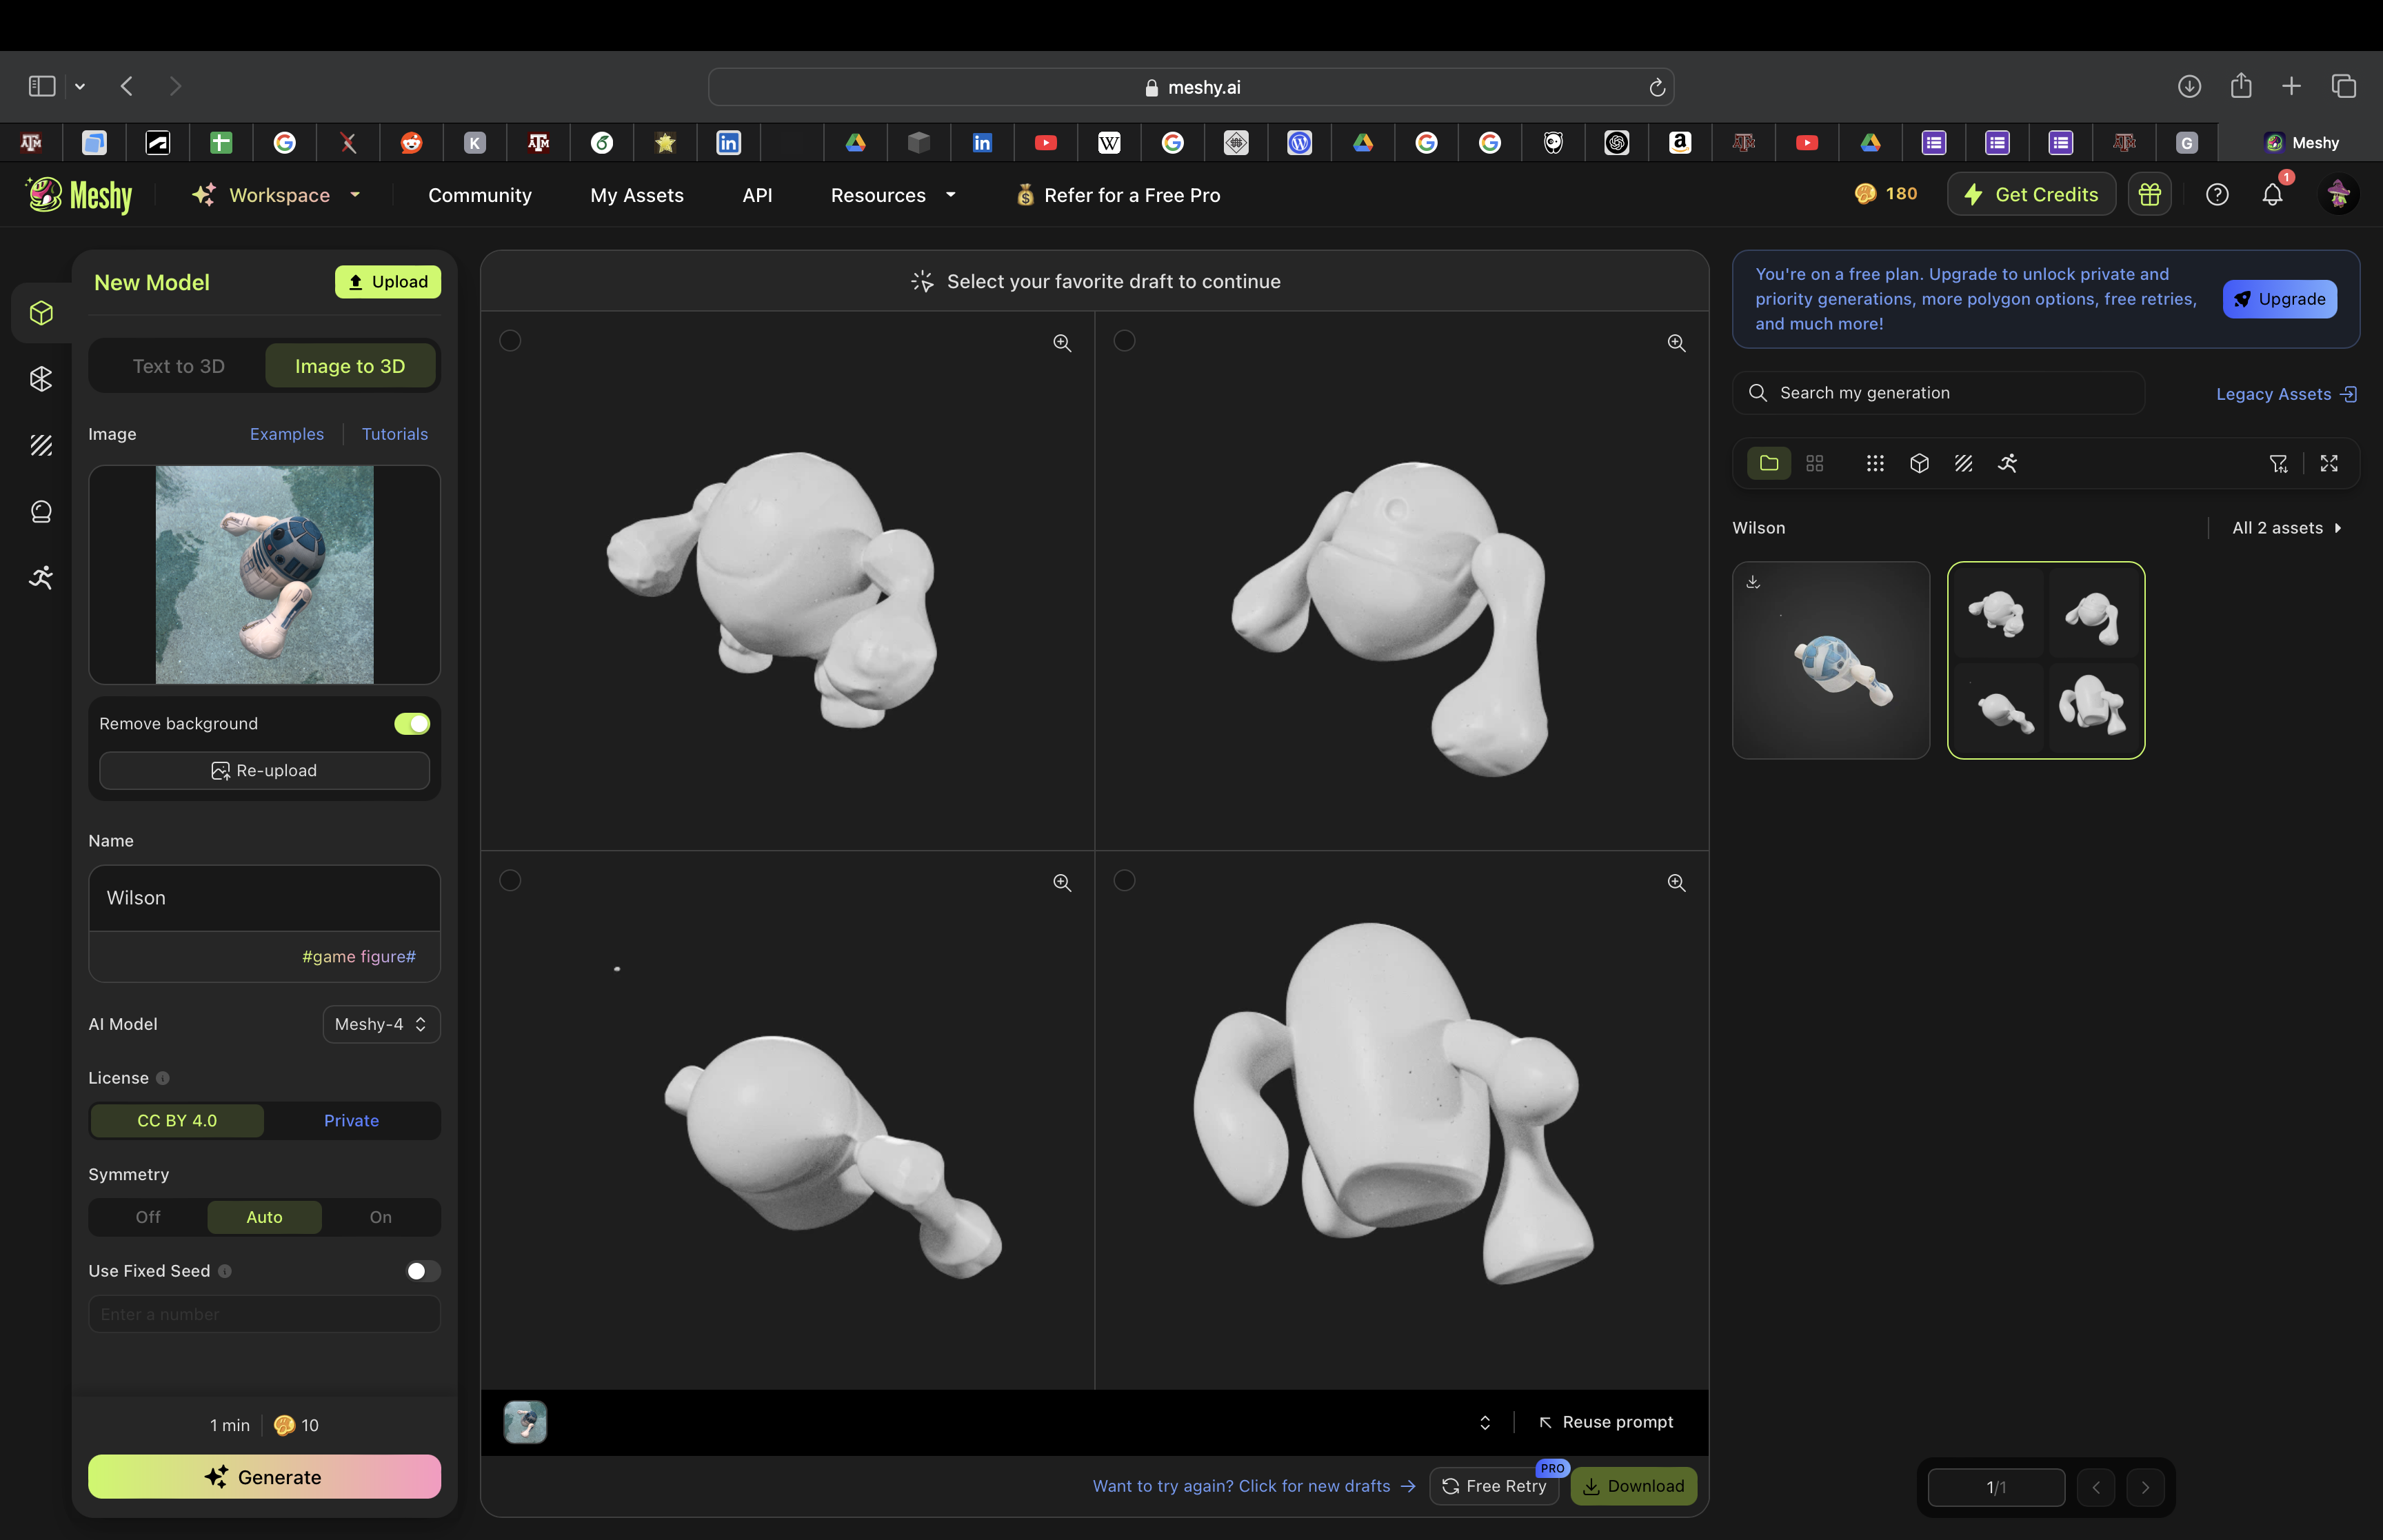 meshy.ai
Meshy
Meshy
Workspace
Community
My Assets
API
Resources
Refer for a Free Pro
180
Get Credits
1
New Model
Upload
Text to 3D
Image to 3D
Image
Examples
Tutorials
Remove background
Re-upload
Name
Wilson
#game figure#
AI Model
Meshy-4
License
CC BY 4.0
Private
Symmetry
Off
Auto
On
Use Fixed Seed
Enter a number
1 min
10
Generate
Select your favorite draft to continue
Reuse prompt
Want to try again? Click for new drafts
Free Retry
PRO
Download
You're on a free plan. Upgrade to unlock private and
priority generations, more polygon options, free retries,
and much more!
Upgrade
Search my generation
Legacy Assets
Wilson
All 2 assets
1/1